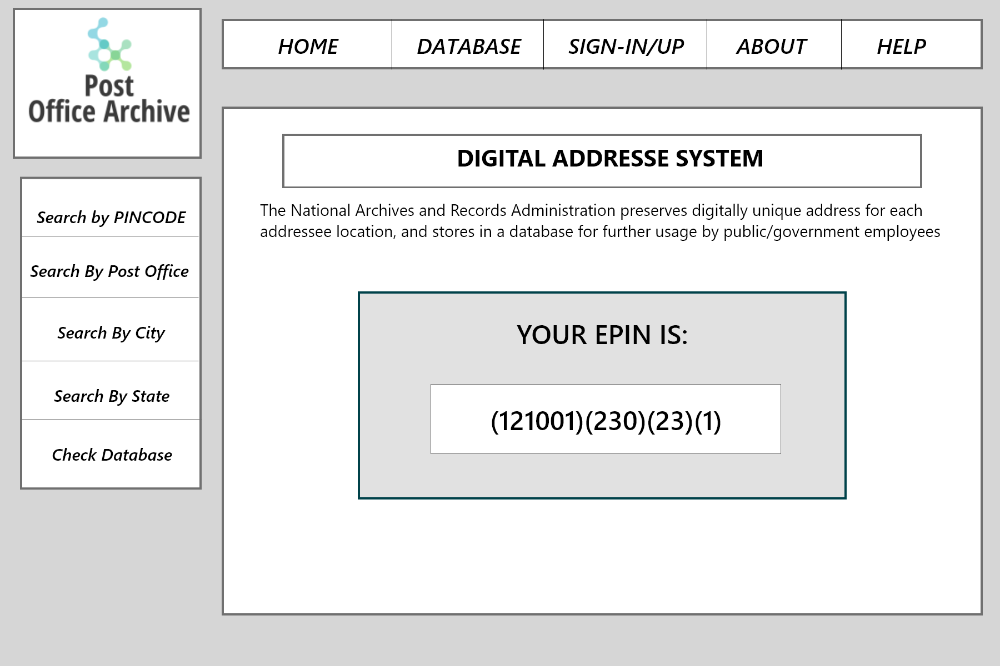 Post
Office Archive
HOME
DATABASE
SIGN-IN/UP
ABOUT
HELP
Search by PINCODE
Search By Post Office
Search By City
Search By State
Check Database
DIGITAL ADDRESSE SYSTEM
The National Archives and Records Administration preserves digitally unique address for each
addressee location, and stores in a database for further usage by public/government employees
YOUR EPIN IS:
(121001)(230)(23)(1)